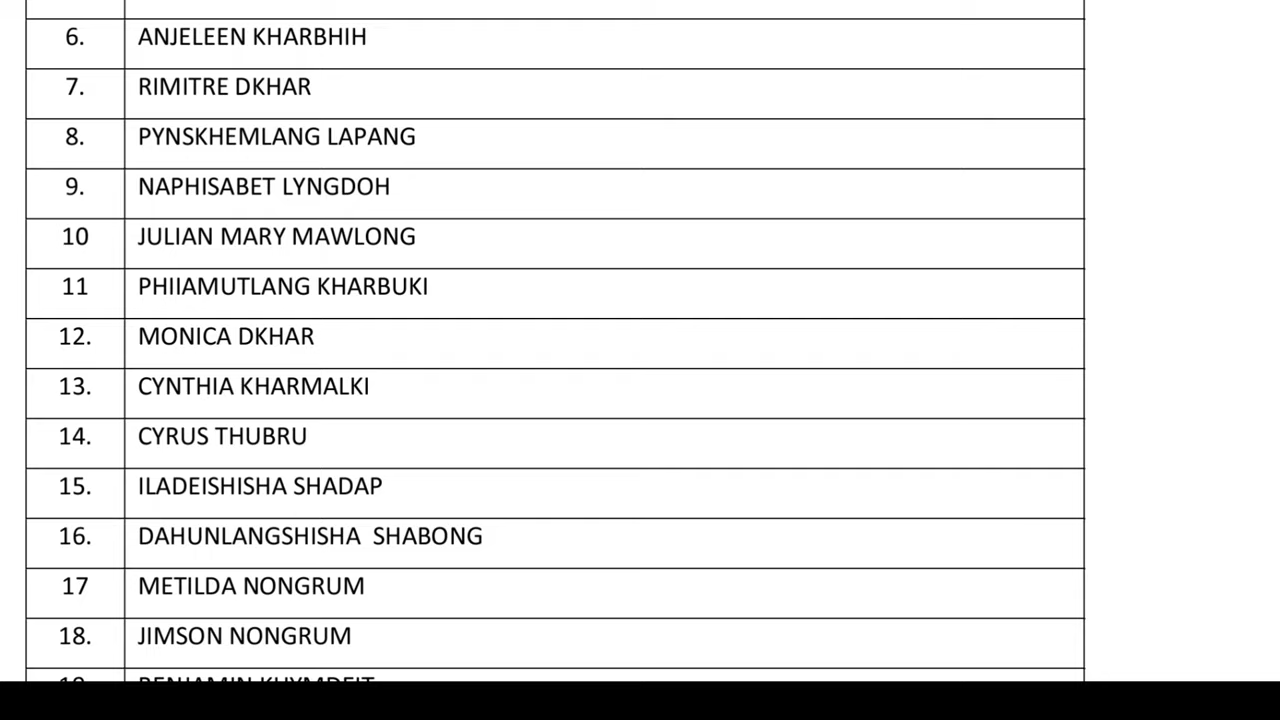 6. ANJELEEN KHARBHIH
7. RIMITRE DKHAR
8. PYNSKHEMLANG LAPANG
9. NAPHISABET LYNGDOH
10 JULIAN MARY MAWLONG
11 PHIIAMUTLANG KHARBUKI
12. MONICA DKHAR
13. CYNTHIA KHARMALKI
14. CYRUS THUBRU
15. ILADEISHISHA SHADAP
16. DAHUNLANGSHISHA  SHABONG
17 METILDA NONGRUM
18. JIMSON NONGRUM
19. BENJAMIN